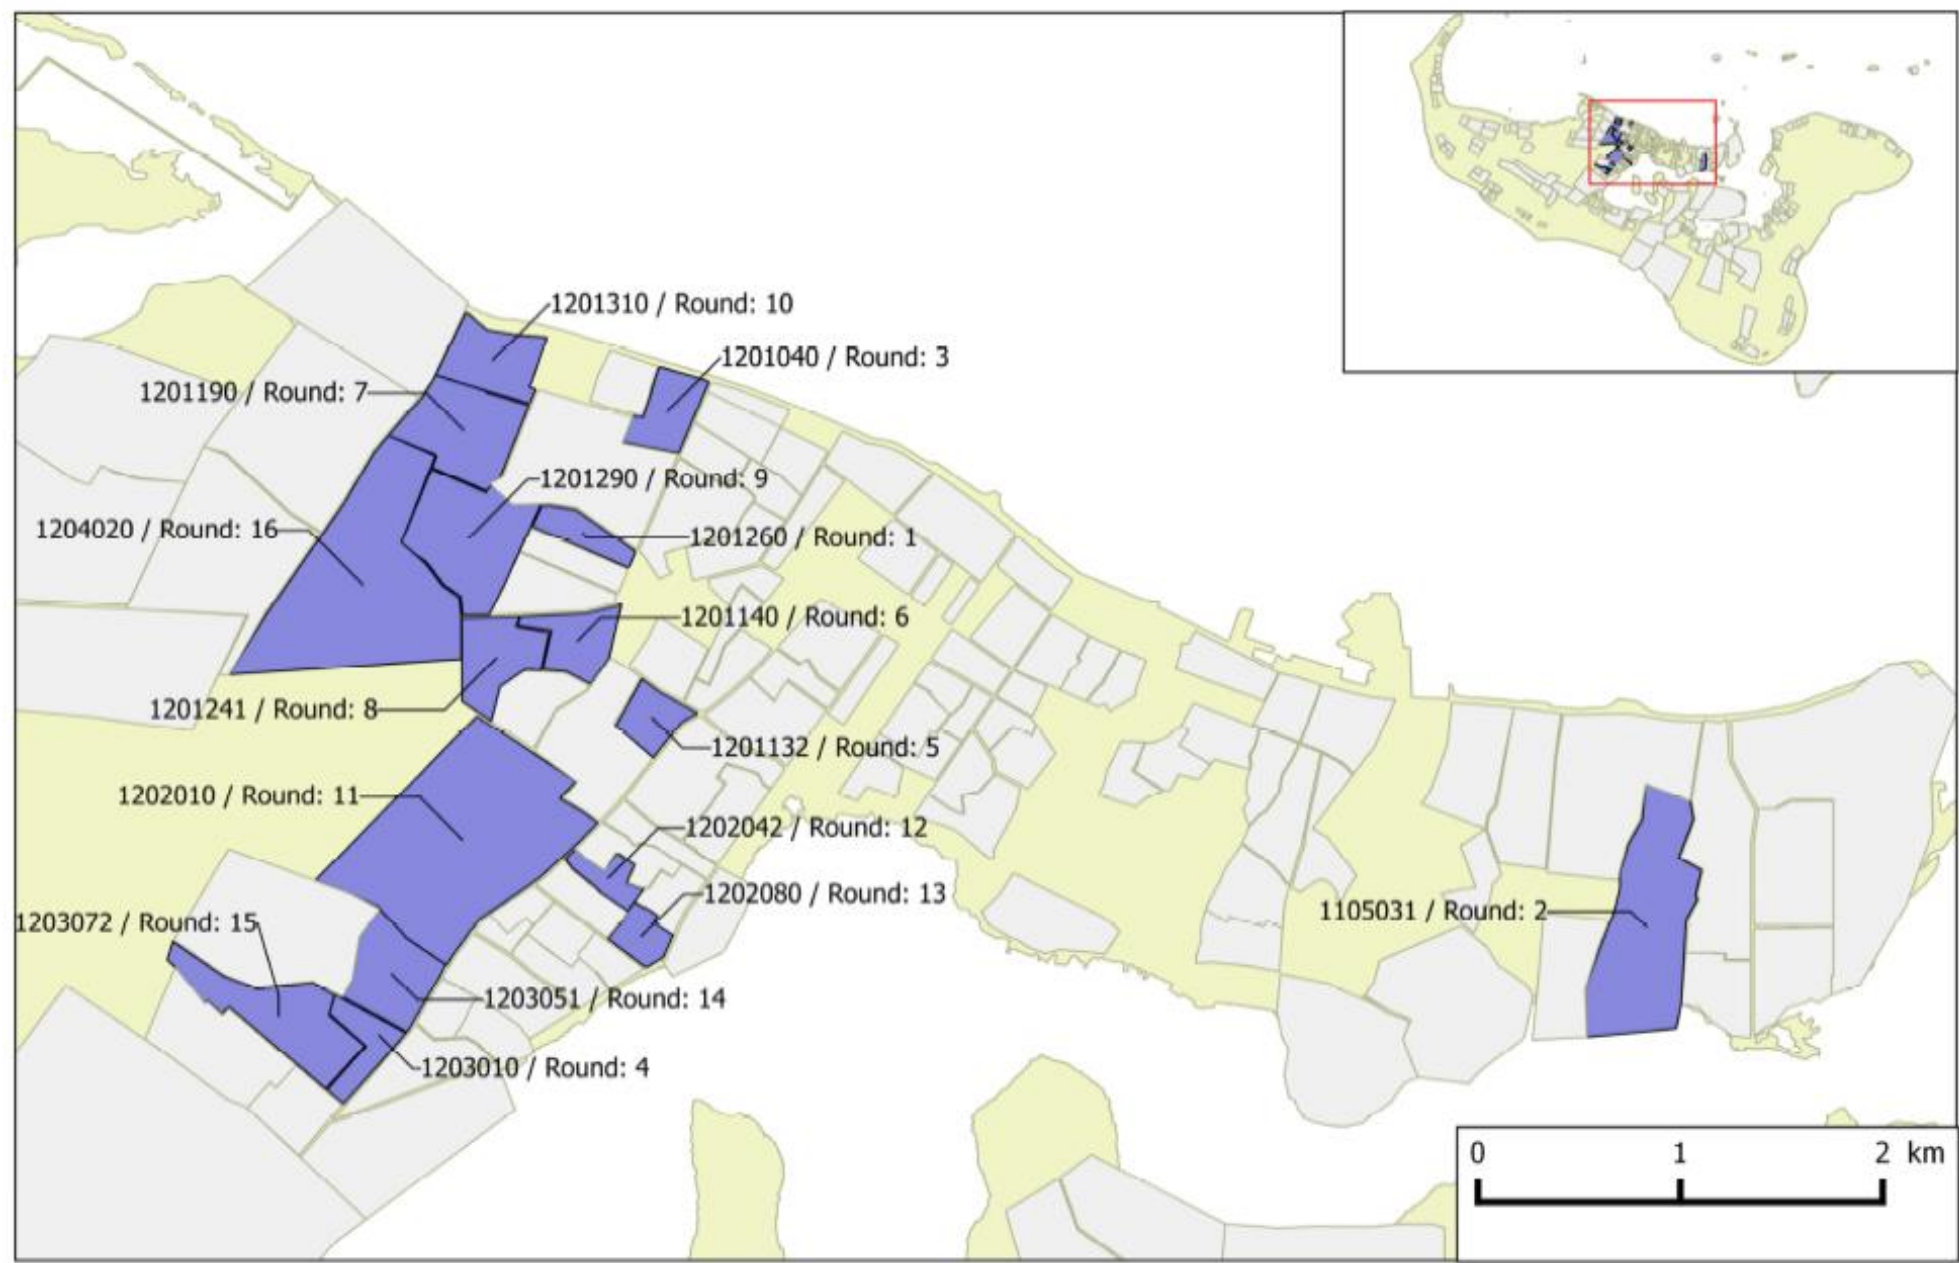 1201310 / Round: 10
1201040 / Round: 3
1201190 / Round: 7
1201290 / Round: 9
1204020 / Round: 16
1201260 / Round: 1
1201140 / Round: 6
1201241 / Round: 8
1201132 / Round: 5
1202010 / Round: 11
1202042 / Round: 12
1202080 / Round: 13
1105031 / Round: 2
1203072 / Round: 15
1203051 / Round: 14
1203010 / Round: 4
0 1 2 km